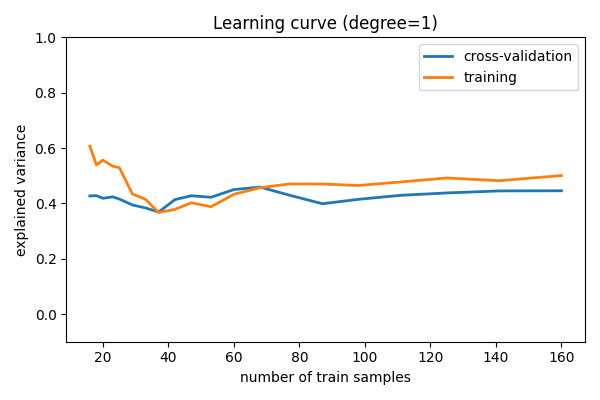 Learning curve (degree=1)
cross-validation
training
explained variance
1.0
0.8
0.6
0.4
0.2
0.0
20 40 60 80 100 120 140 160
number of train samples